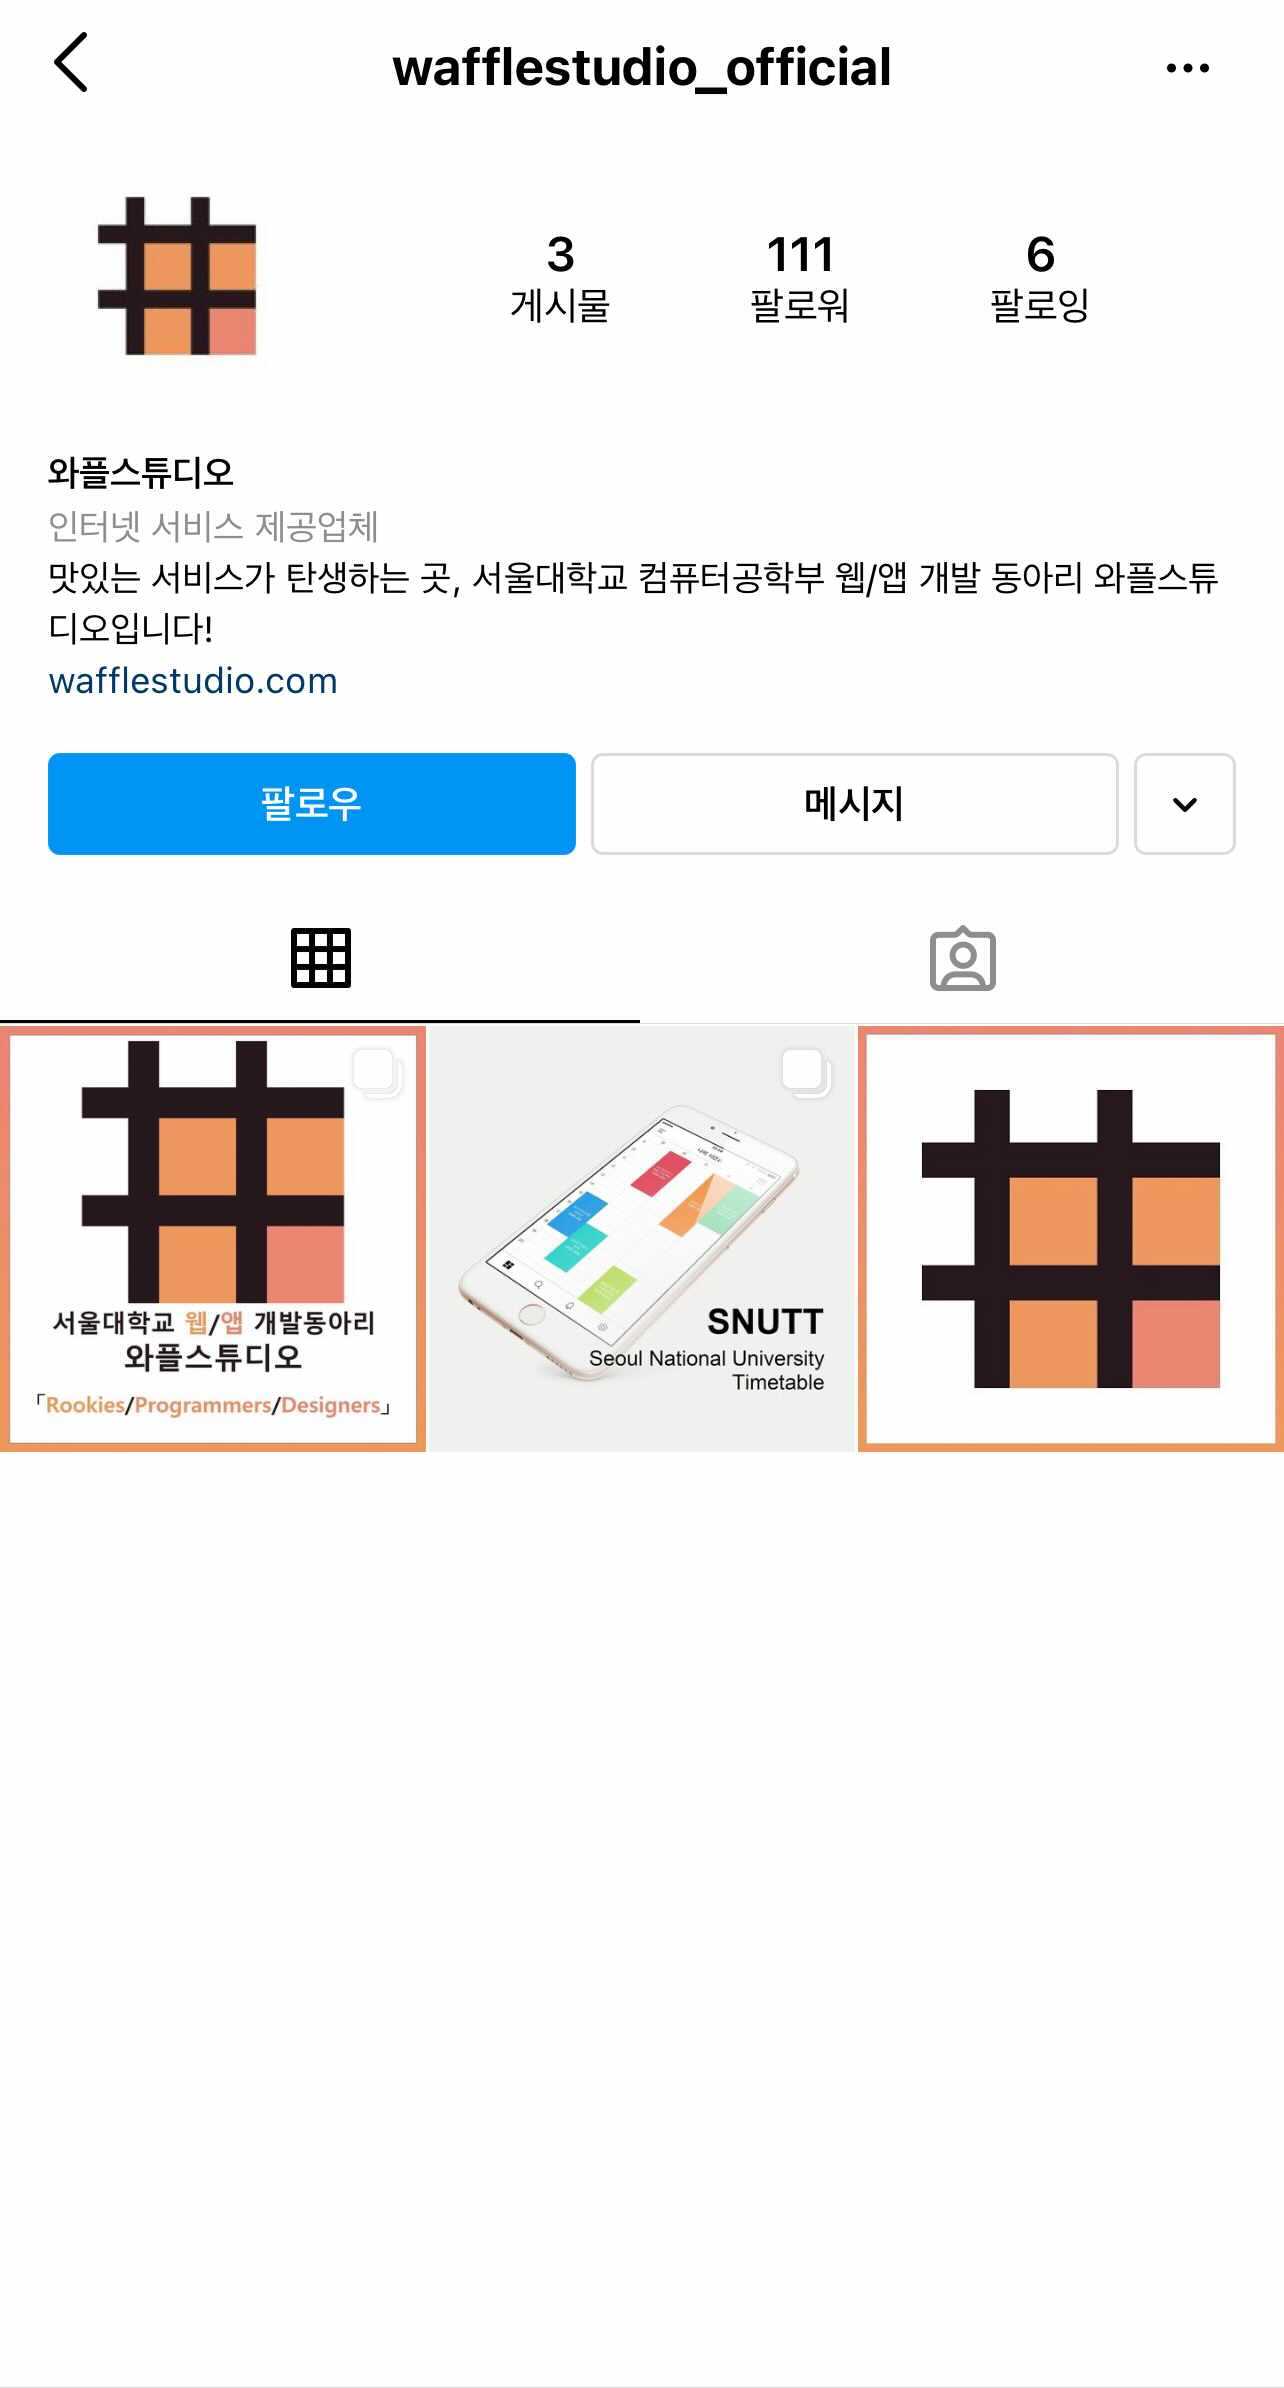 wafflestudio_official
3
게시물
111
팔로워
6
팔로잉
와플스튜디오
인터넷 서비스 제공업체
맛있는 서비스가 탄생하는 곳, 서울대학교 컴퓨터공학부 웹/앱 개발 동아리 와플스튜
디오입니다!
wafflestudio.com
팔로우
메시지
서울대학교 웹/앱 개발동아리
와플스튜디오
「Rookies/Programmers/Designers」
SNUTT
Seoul National University
Timetable